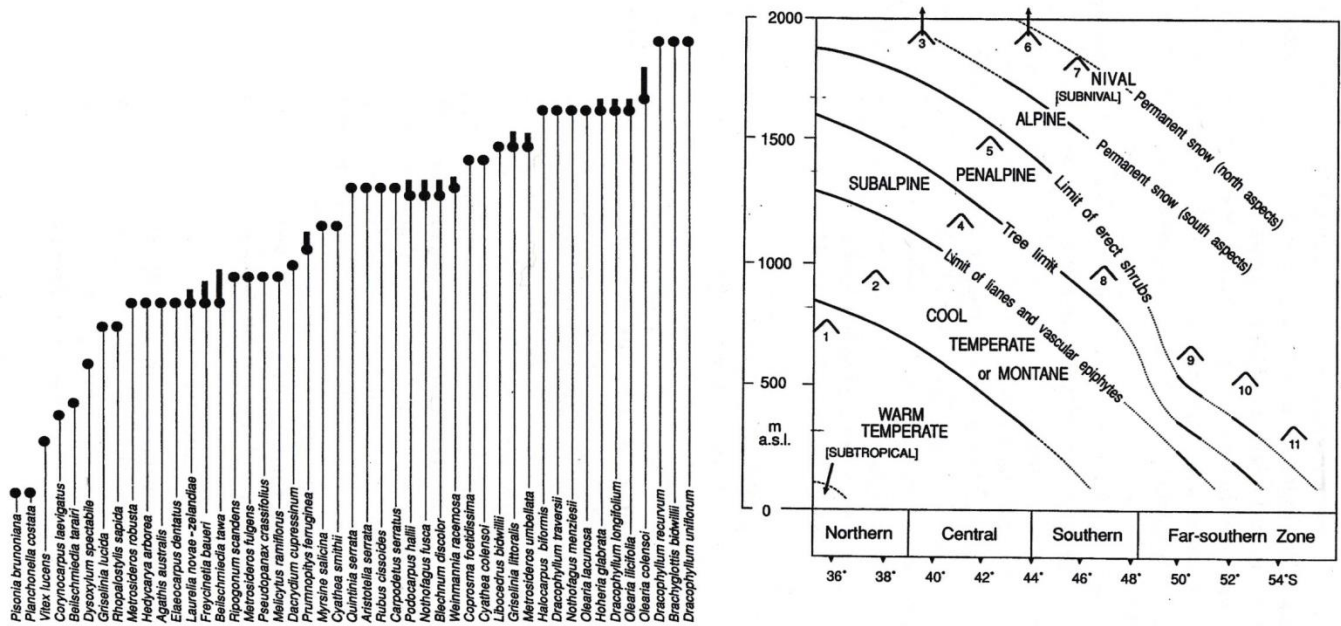 Pisonia brunoniana
Planchonella costata
Vitex lucens
Corynocarpus laevigatus
Beilschmiedia tarairi
Dysoxylum spectabile
Griselinia lucida
Rhopalostylis sapida
Metrosideros robusta
Hedycarya arborea
Agathis australis
Elaeocarpus dentatus
Laurelia novae-zelandiae
Freycinetia baueri
Beilschmiedia tawa
Ripogonum scandens
Metrosideros fulgens
Pseudopanax crassifolius
Melicytus ramiflorus
Dacrydium cupressinum
Prumnopitys ferruginea
Myrsine salicina
Cyathea smithii
Quintinia serrata
Aristotelia serrata
Rubus cissoides
Carpodetus serratus
Podocarpus hallii
Nothofagus fusca
Blechnum discolor
Weinmannia racemosa
Coprosma foetissima
Cyathea colensoi
Libocedrus bidwillii
Griselinia littoralis
Metrosideros umbellata
Halocarpus biformis
Dracophyllum traversii
Nothofagus menziesii
Olearia lacunosa
Hoheria glabrata
Dracophyllum longifolium
Olearia ilicifolia
Olearia colensoi
Dracophyllum recurvum
Brachyglottis bidwillii
Dracophyllum uniflorum
2000
1500
1000
500
m
a.s.l.
0
3
6
7
NIVAL
[SUBNIVAL]
Permanent snow (north aspects)
ALPINE
Permanent snow (south aspects)
5
PENALPINE
Limit of erect shrubs
SUBALPINE
4
Tree limit
8
Limit of lianes and vascular epiphytes
2
COOL
TEMPERATE
or MONTANE
1
9
10
11
WARM
TEMPERATE
[SUBTROPICAL]
Northern
Central
Southern
Far-southern Zone
36°
38°
40°
42°
44°
46°
48°
50°
52°
54°S